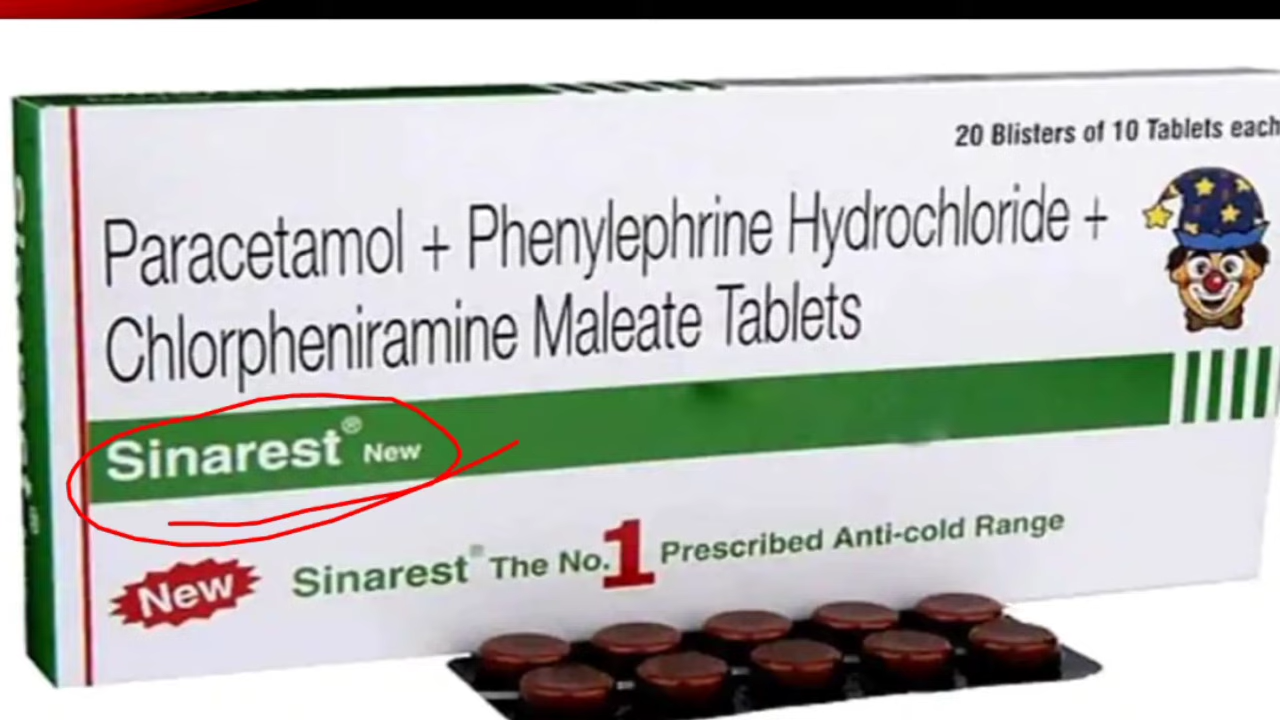 20 Blisters of 10 Tablets each
Paracetamol + Phenylephrine Hydrochloride +
Chlorpheniramine Maleate Tablets
Sinarest® New
New
Sinarest® The No.1 Prescribed Anti-cold Range